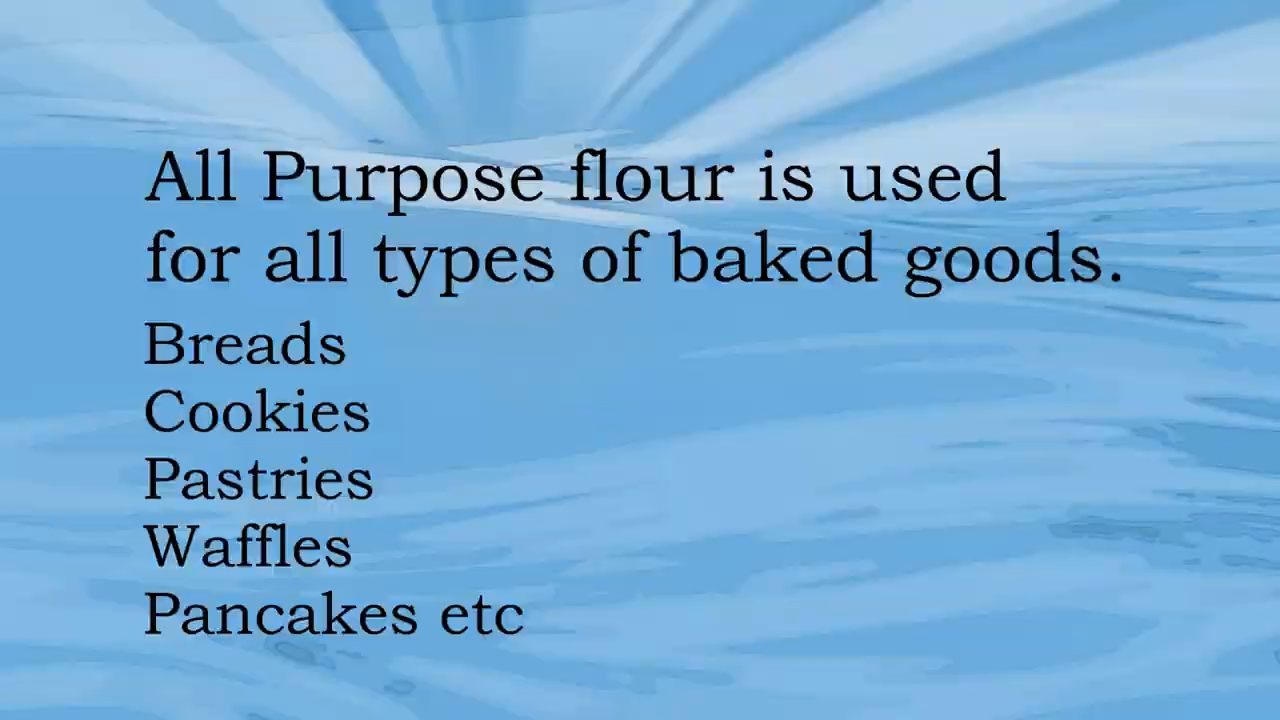 All Purpose flour is used
for all types of baked goods.
Breads
Cookies
Pastries
Waffles
Pancakes etc